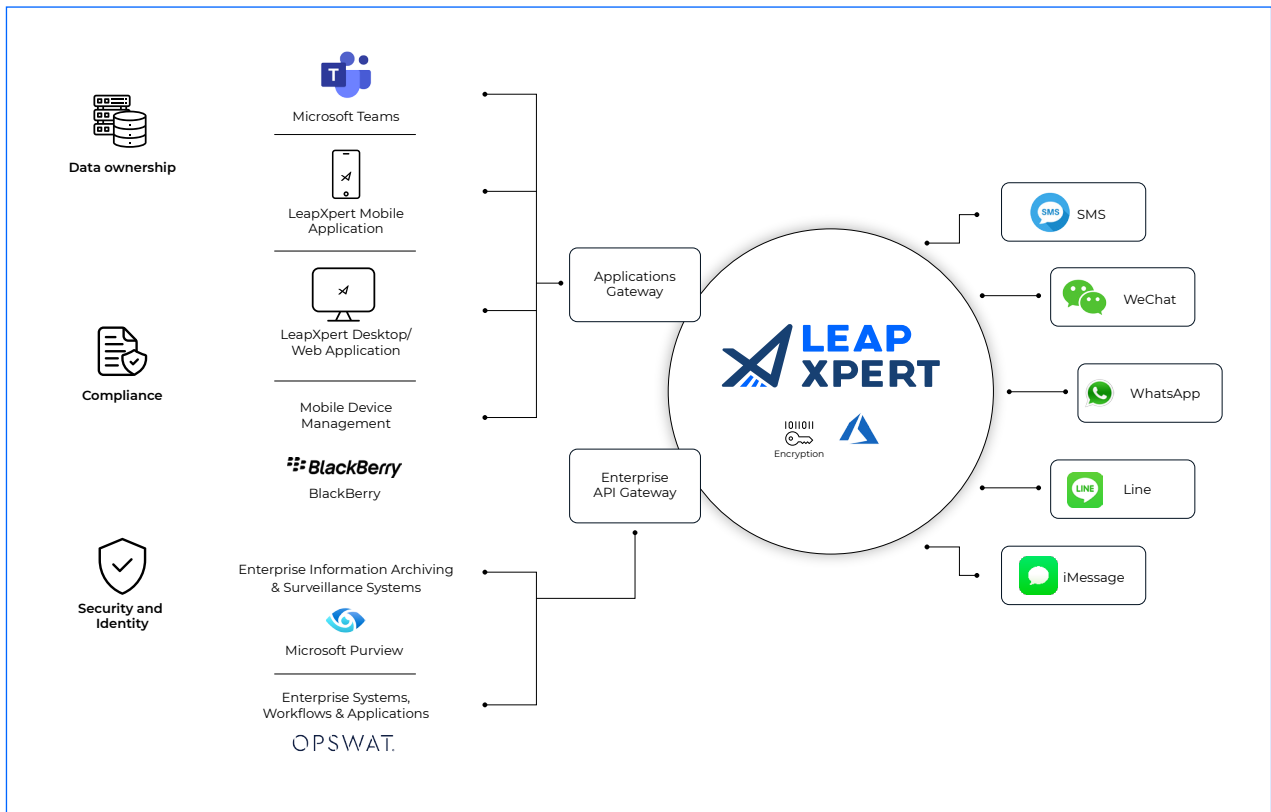 Data ownership
Compliance
Security and
Identity
T
Microsoft Teams
LeapXpert Mobile
Application
LeapXpert Desktop/
Web Application
Mobile Device
Management
BlackBerry
BlackBerry
Enterprise Information Archiving
& Surveillance Systems
Microsoft Purview
Enterprise Systems,
Workflows & Applications
OPSWAT.
Applications
Gateway
Enterprise
API Gateway
LEAP
XPERT
1011011
Encryption
SMS
SMS
WeChat
WhatsApp
LINE
Line
iMessage